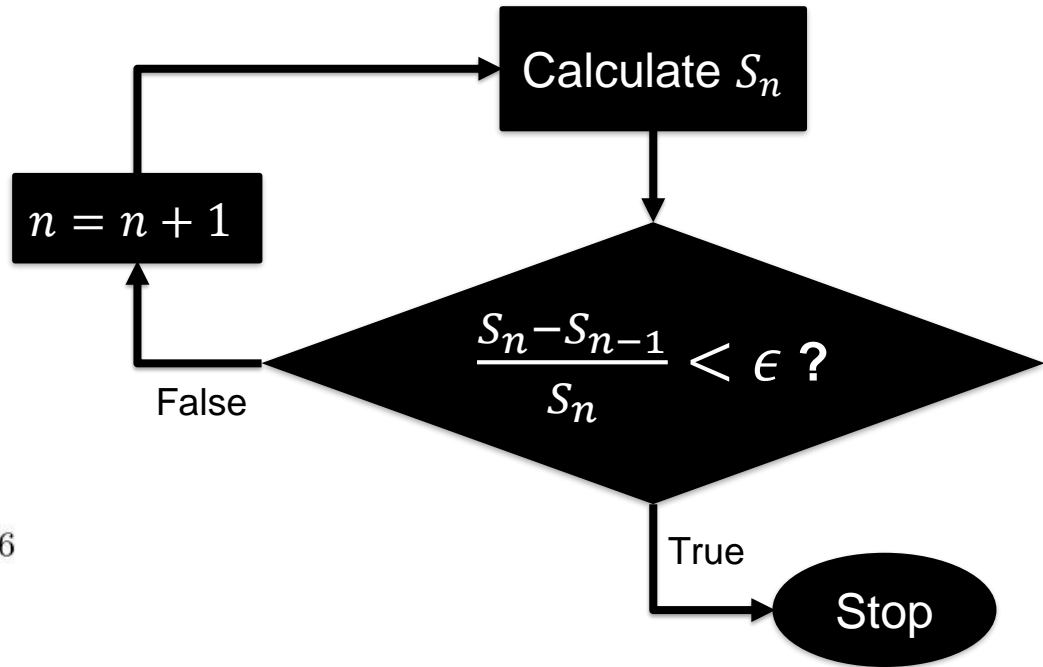 Calculate Sₙ
n = n + 1
Sₙ−Sₙ₋₁
Sₙ
< ϵ ?
False
6
True
Stop